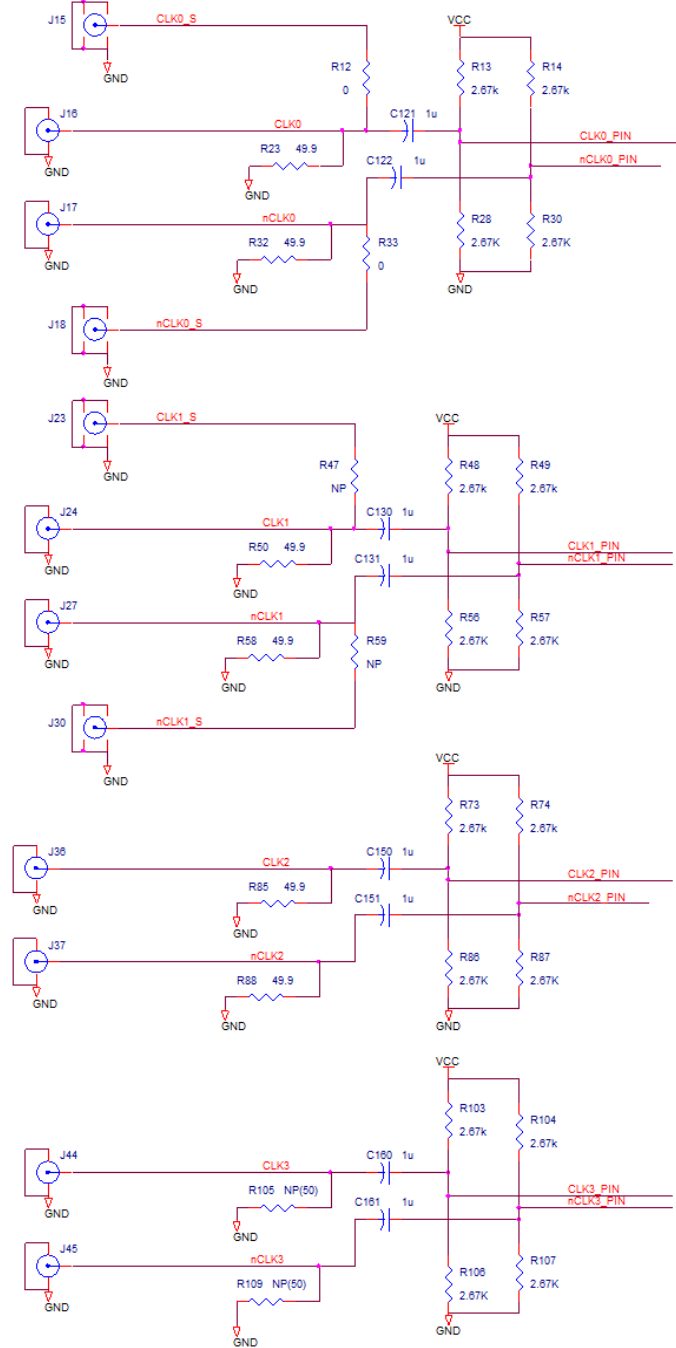 J15
CLK0_S
GND
R12
0
VCC
R13
2.67k
R14
2.67k
J16
CLK0
C121 1u
GND
R23 49.9
GND
C122 1u
CLK0_PIN
nCLK0_PIN
J17
nCLK0
GND
R32 49.9
GND
R33
0
R28
2.67K
R30
2.67K
GND
J18
nCLK0_S
GND
J23
CLK1_S
GND
R47
NP
VCC
R48
2.67k
R49
2.67k
J24
CLK1
C130 1u
GND
R50 49.9
GND
C131 1u
CLK1_PIN
nCLK1_PIN
J27
nCLK1
GND
R58 49.9
GND
R59
NP
R56
2.67K
R57
2.67K
GND
J30
nCLK1_S
GND
VCC
R73
2.67k
R74
2.67k
J36
CLK2
C150 1u
GND
R85 49.9
GND
C151 1u
CLK2_PIN
nCLK2_PIN
J37
nCLK2
GND
R88 49.9
GND
R86
2.67K
R87
2.67K
GND
VCC
R103
2.67k
R104
2.67k
J44
CLK3
C160 1u
GND
R105 NP(50)
GND
C161 1u
CLK3_PIN
nCLK3_PIN
J45
nCLK3
GND
R109 NP(50)
GND
R106
2.67K
R107
2.67K
GND